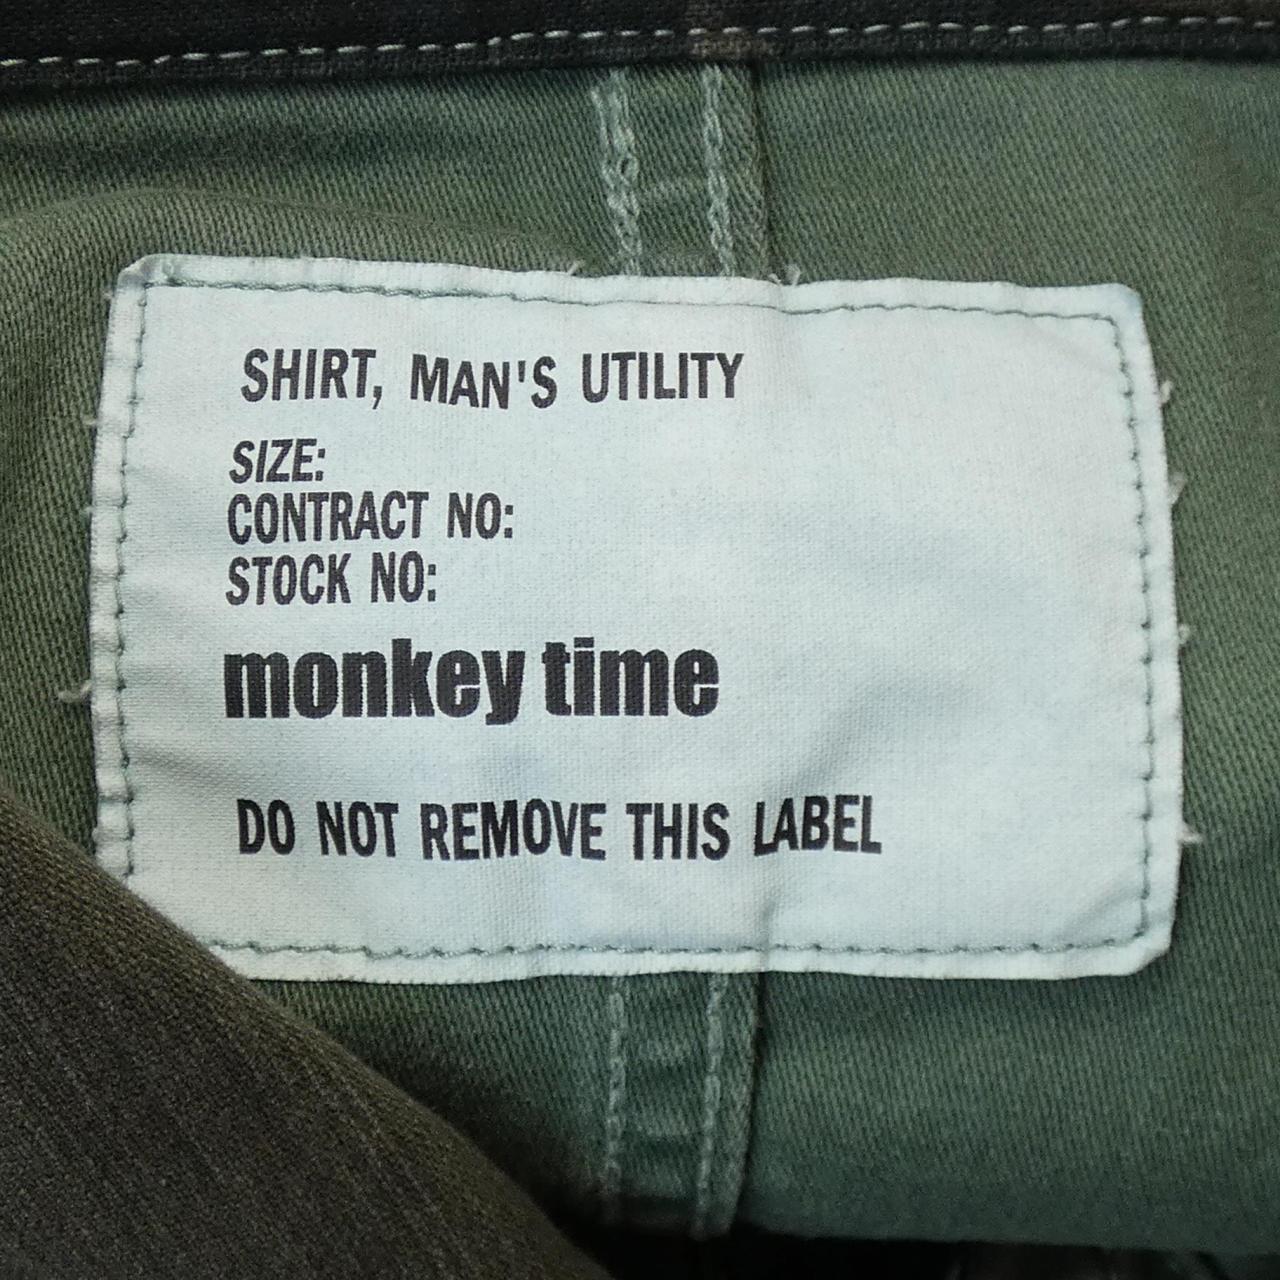 SHIRT, MAN'S UTILITY
SIZE:
CONTRACT NO:
STOCK NO:
monkey time
DO NOT REMOVE THIS LABEL